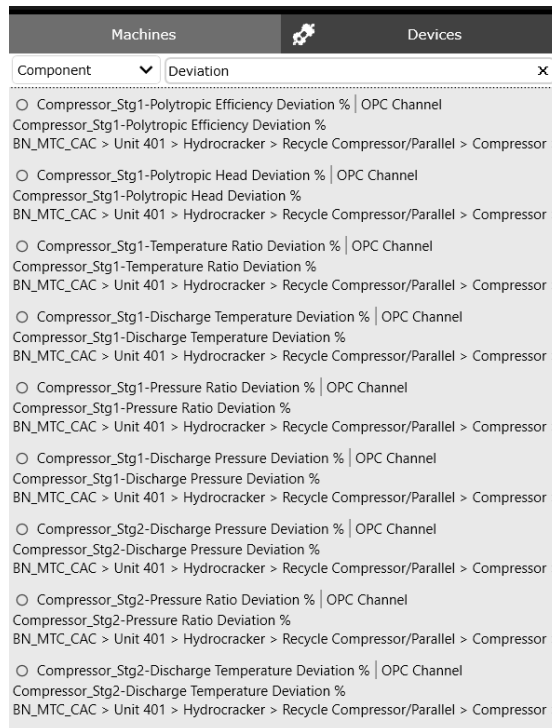 Machines Devices
Component Deviation x
Compressor_Stg1-Polytropic Efficiency Deviation % | OPC Channel
Compressor_Stg1-Polytropic Efficiency Deviation %
BN_MTC_CAC > Unit 401 > Hydrocracker > Recycle Compressor/Parallel > Compressor
Compressor_Stg1-Polytropic Head Deviation % | OPC Channel
Compressor_Stg1-Polytropic Head Deviation %
BN_MTC_CAC > Unit 401 > Hydrocracker > Recycle Compressor/Parallel > Compressor
Compressor_Stg1-Temperature Ratio Deviation % | OPC Channel
Compressor_Stg1-Temperature Ratio Deviation %
BN_MTC_CAC > Unit 401 > Hydrocracker > Recycle Compressor/Parallel > Compressor
Compressor_Stg1-Discharge Temperature Deviation % | OPC Channel
Compressor_Stg1-Discharge Temperature Deviation %
BN_MTC_CAC > Unit 401 > Hydrocracker > Recycle Compressor/Parallel > Compressor
Compressor_Stg1-Pressure Ratio Deviation % | OPC Channel
Compressor_Stg1-Pressure Ratio Deviation %
BN_MTC_CAC > Unit 401 > Hydrocracker > Recycle Compressor/Parallel > Compressor
Compressor_Stg1-Discharge Pressure Deviation % | OPC Channel
Compressor_Stg1-Discharge Pressure Deviation %
BN_MTC_CAC > Unit 401 > Hydrocracker > Recycle Compressor/Parallel > Compressor
Compressor_Stg2-Discharge Pressure Deviation % | OPC Channel
Compressor_Stg2-Discharge Pressure Deviation %
BN_MTC_CAC > Unit 401 > Hydrocracker > Recycle Compressor/Parallel > Compressor
Compressor_Stg2-Pressure Ratio Deviation % | OPC Channel
Compressor_Stg2-Pressure Ratio Deviation %
BN_MTC_CAC > Unit 401 > Hydrocracker > Recycle Compressor/Parallel > Compressor
Compressor_Stg2-Discharge Temperature Deviation % | OPC Channel
Compressor_Stg2-Discharge Temperature Deviation %
BN_MTC_CAC > Unit 401 > Hydrocracker > Recycle Compressor/Parallel > Compressor